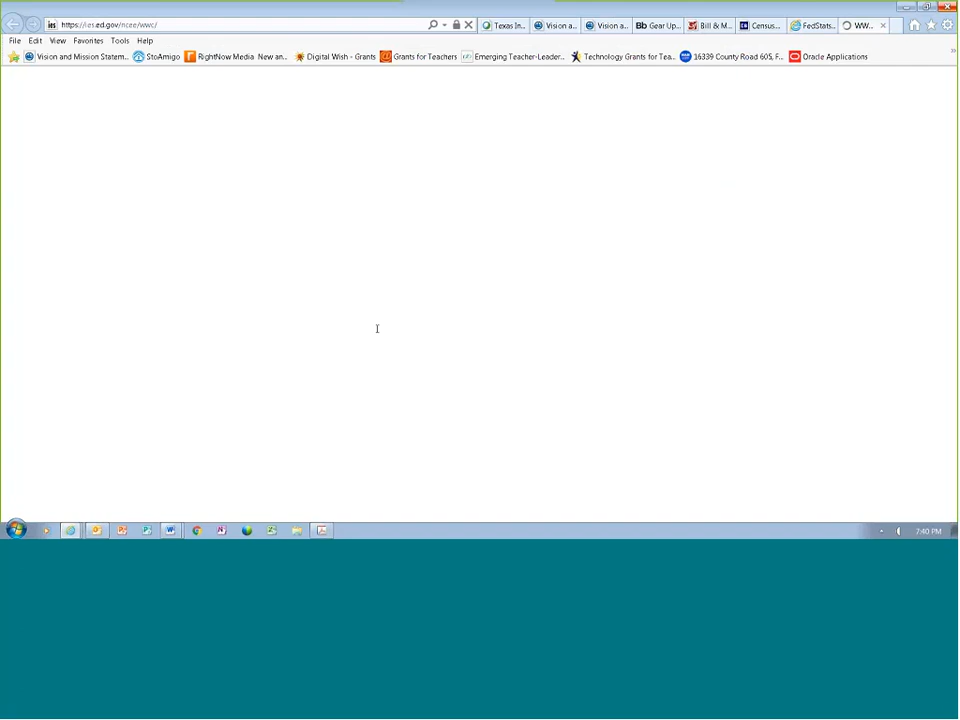 ies https://ies.ed.gov/ncee/wwc/ Texas In... Vision a... Vision a... Bb Gear Up... Bill & M... Census... FedStats... WW...
File Edit View Favorites Tools Help
Vision and Mission Statem... StoAmigo RightNow Media New an... Digital Wish - Grants Grants for Teachers Emerging Teacher-Leader... Technology Grants for Tea... 16339 County Road 605, F... Oracle Applications
7:40 PM